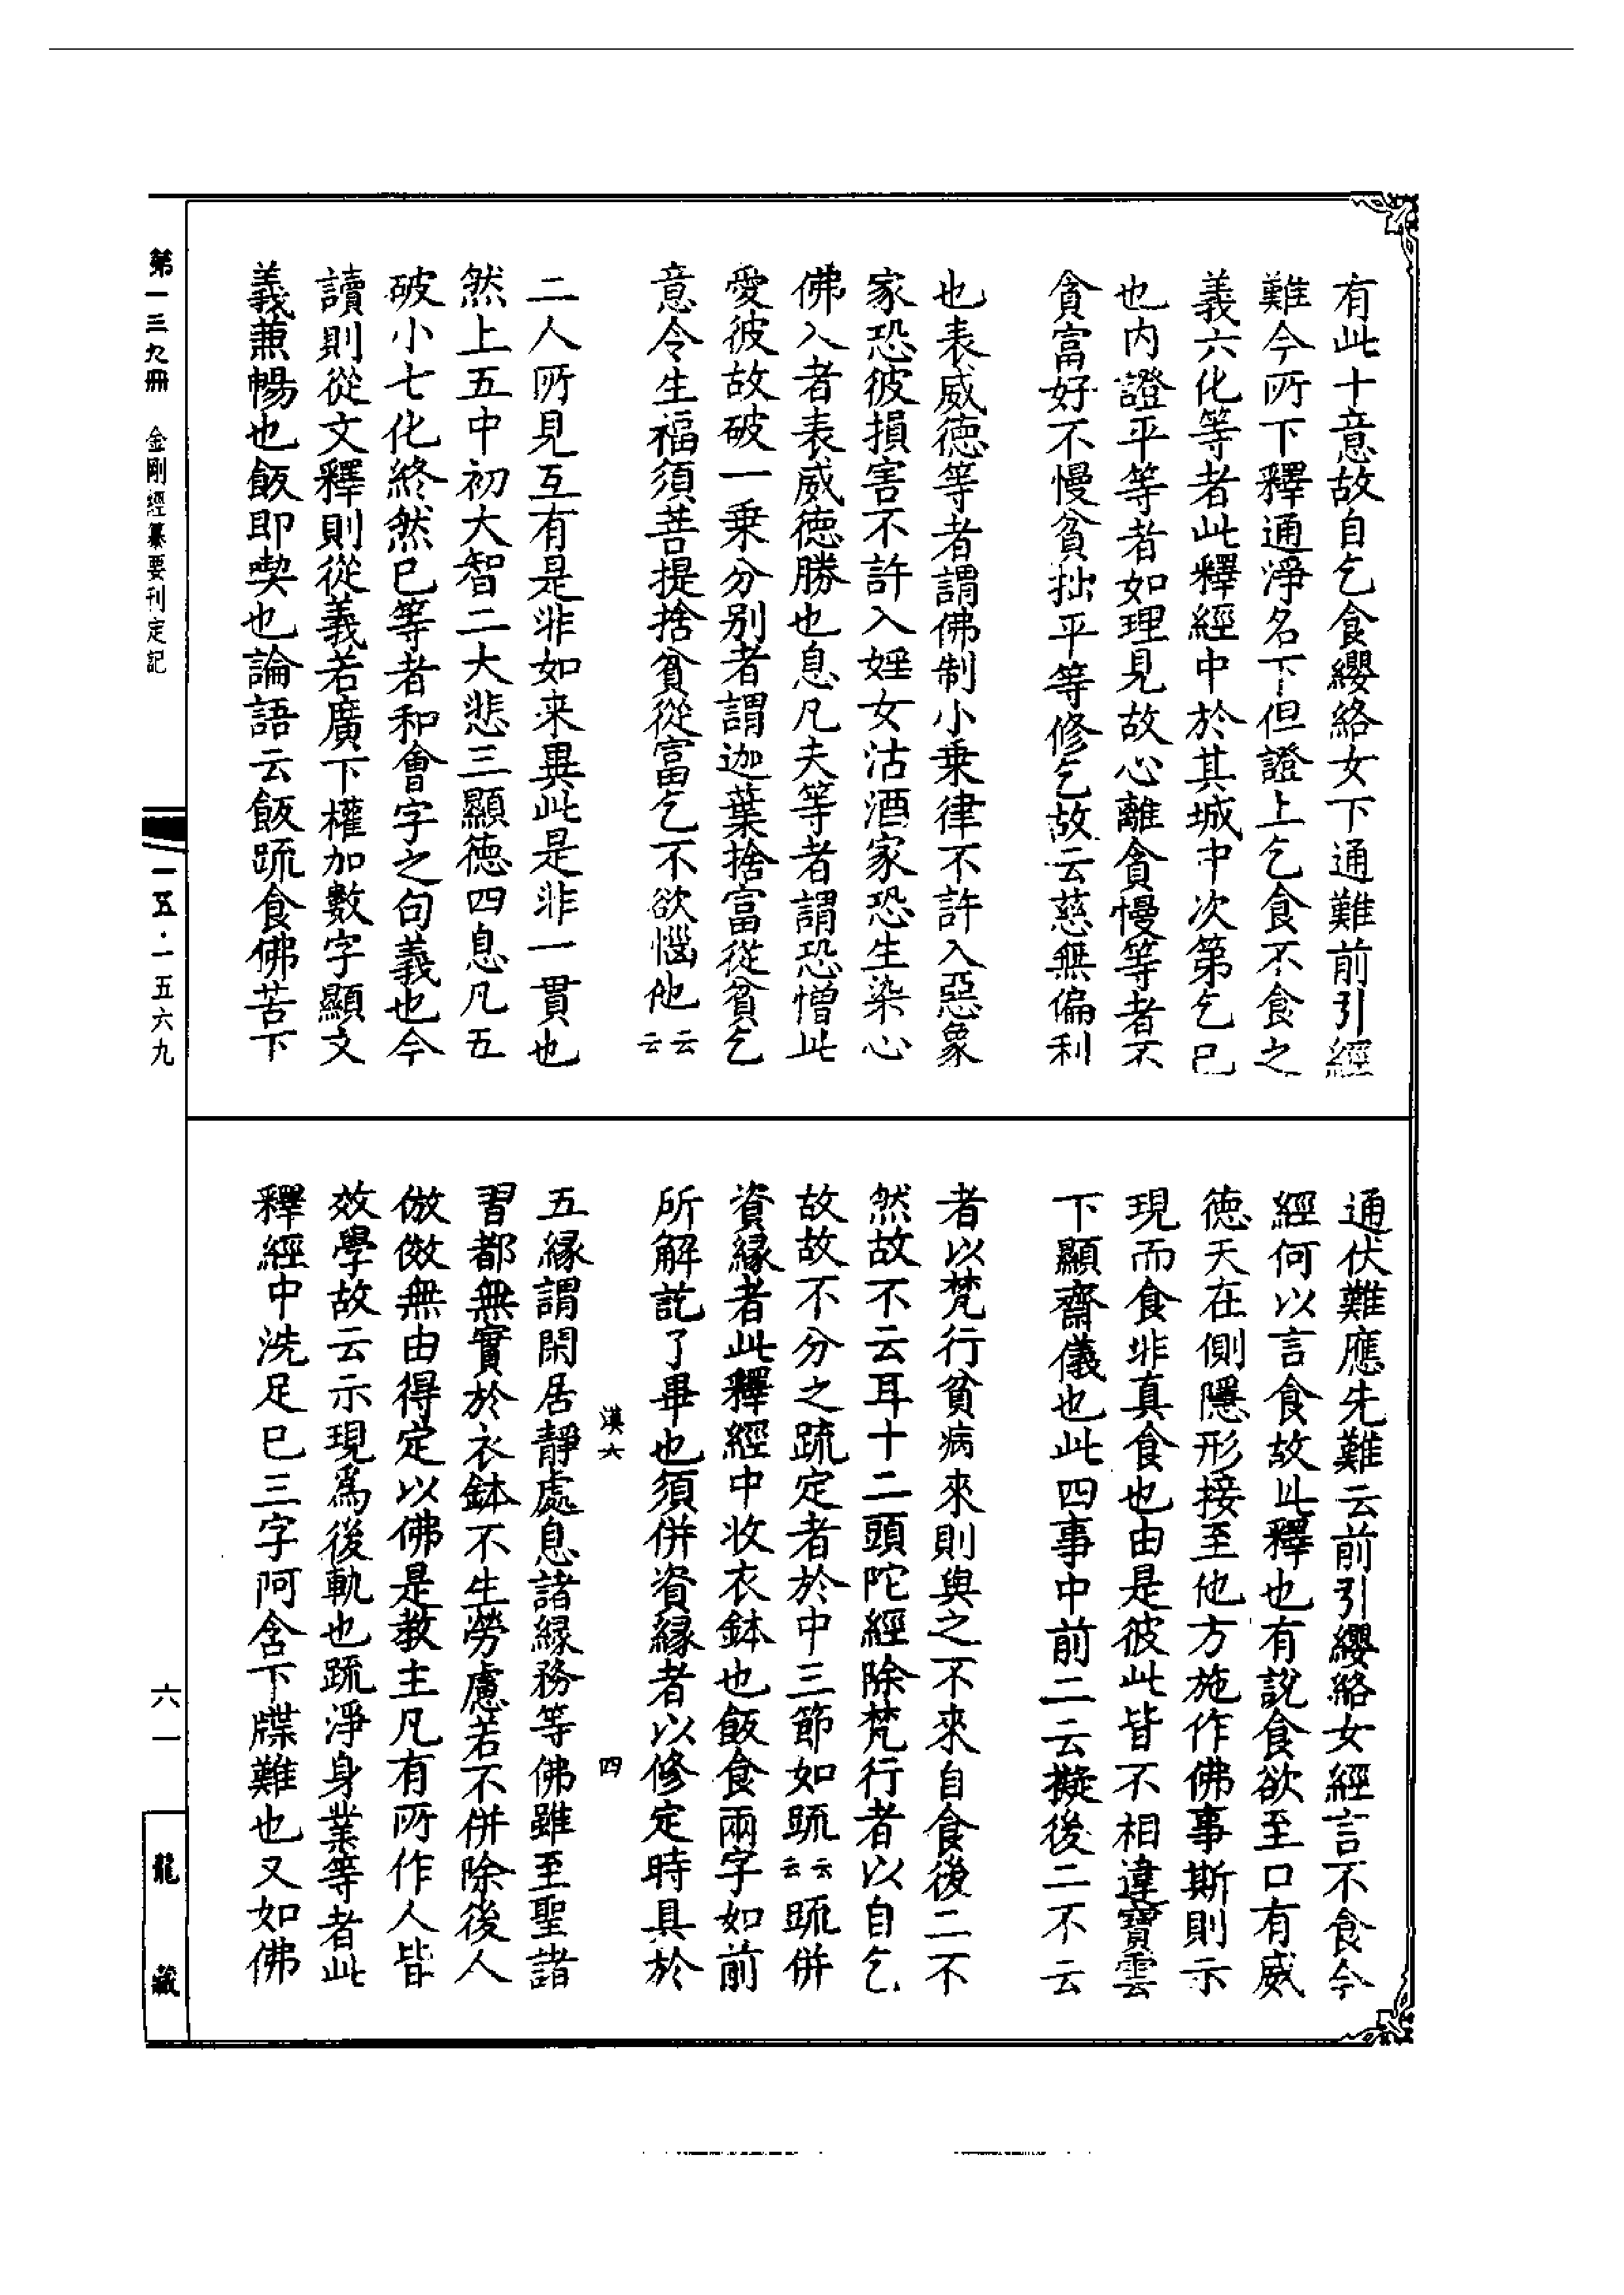 有此十意故自乞食纓絡女下通難前引經
難今所下釋通淨名下但證上乞食不食之
義六化等者此釋經中於其城中次第乞已
也內證平等者如理見故心離貪慢等者不
貪富好不慢貧拙平等修乞故云慈無偏利
也表威德等者謂佛制小乗律不許入惡象
家恐彼損害不許入婬女沽酒家恐生染心
佛入者表威德勝也息凡夫等者謂恐憎此
愛彼故破一乗分别者謂迦葉捨富從貧乞
意令生福須菩提捨貧從富乞不欲惱他云云
二人所見互有是非如来異此是非一貫也
然上五中初大智二大悲三顯德四息凡五
破小七化終然已等者和會字之句義也今
讀則從文釋則從義若廣下權加數字顯文
義兼暢也飯即喫也論語云飯䟽食佛苦下
通伏難應先難云前引纓絡女經言不食今
經何以言食故此釋也有說食欲至口有威
德天在側隱形接至他方施作佛事斯則示
現而食非真食也由是彼此皆不相違寶雲
下顯齋儀也此四事中前二云擬後二不云
者以梵行貧病來則與之不來自食後二不
然故不云耳十二頭陀經除梵行者以自乞
故故不分之䟽定者於中三節如䟽云云䟽併
資緣者此釋經中收衣鉢也飯食兩字如前
所解訖了畢也須併資緣者以修定時具於
漢六 四
五緣謂閑居靜處息諸緣務等佛雖至聖諸
習都無實於衣鉢不生勞慮若不併除後人
倣傚無由得定以佛是教主凡有所作人皆
效學故云示現爲後軌也䟽淨身業等者此
釋經中洗足已三字阿含下牒難也又如佛
第一三九冊 金剛經纂要刊定記
一五·一五六九
六一
龍藏